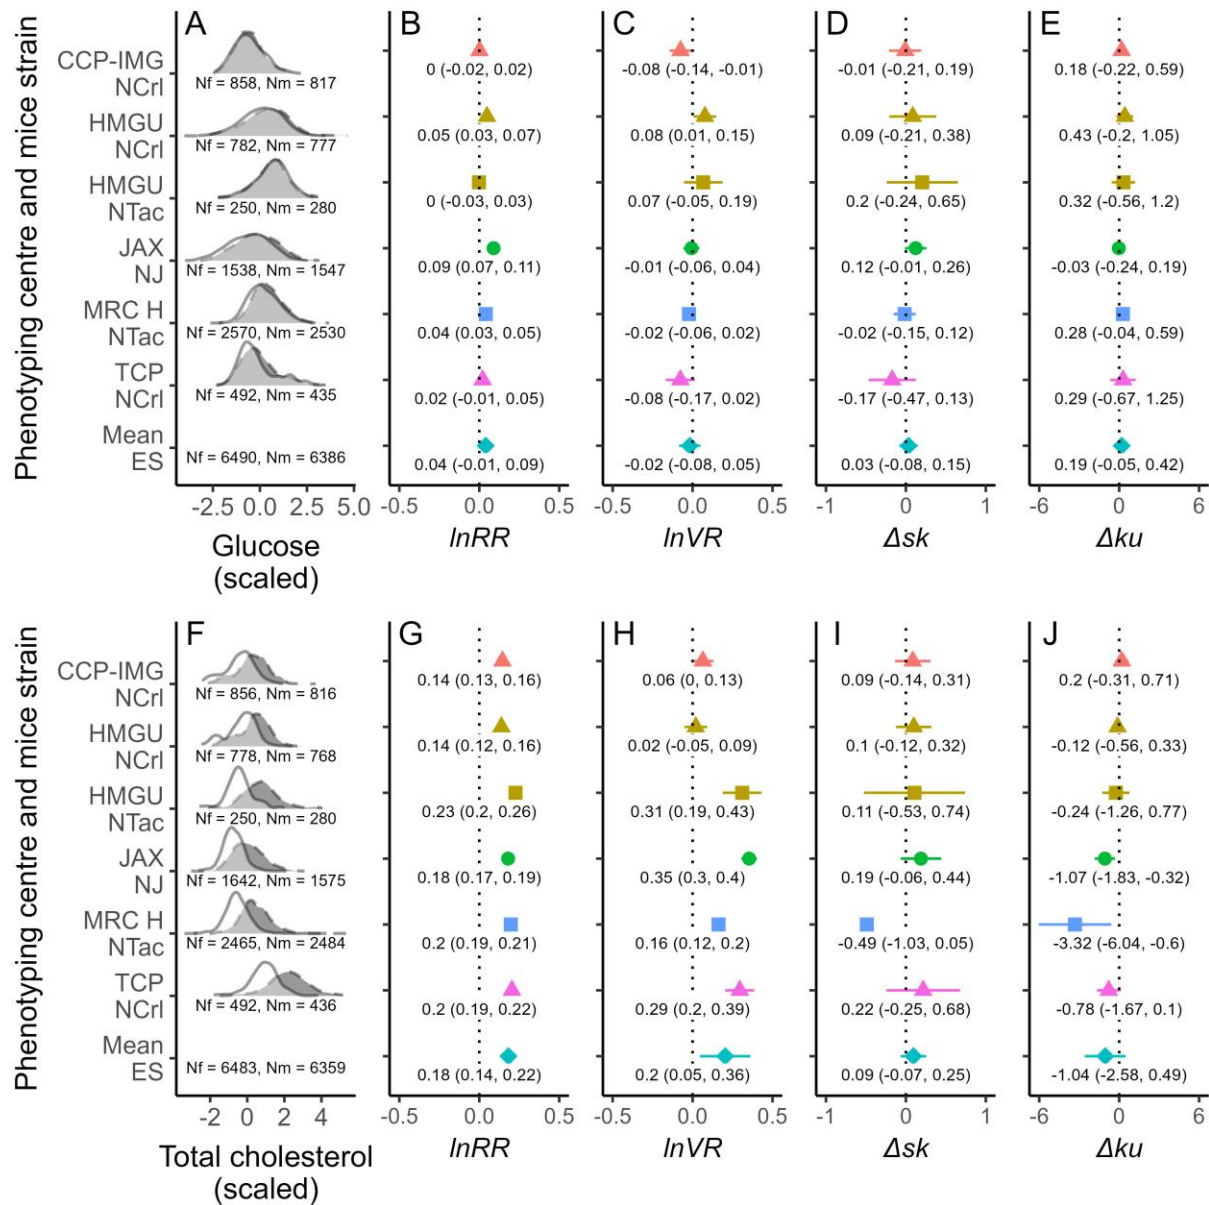 Phenotyping centre and mice strain
A
B
C
D
E
CCP-IMG
NCrl
Nf = 858, Nm = 817
0 (-0.02, 0.02)
-0.08 (-0.14, -0.01)
-0.01 (-0.21, 0.19)
0.18 (-0.22, 0.59)
HMGU
NCrl
Nf = 782, Nm = 777
0.05 (0.03, 0.07)
0.08 (0.01, 0.15)
0.09 (-0.21, 0.38)
0.43 (-0.2, 1.05)
HMGU
NTac
Nf = 250, Nm = 280
0 (-0.03, 0.03)
0.07 (-0.05, 0.19)
0.2 (-0.24, 0.65)
0.32 (-0.56, 1.2)
JAX
NJ
Nf = 1538, Nm = 1547
0.09 (0.07, 0.11)
-0.01 (-0.06, 0.04)
0.12 (-0.01, 0.26)
-0.03 (-0.24, 0.19)
MRC H
NTac
Nf = 2570, Nm = 2530
0.04 (0.03, 0.05)
-0.02 (-0.06, 0.02)
-0.02 (-0.15, 0.12)
0.28 (-0.04, 0.59)
TCP
NCrl
Nf = 492, Nm = 435
0.02 (-0.01, 0.05)
-0.08 (-0.17, 0.02)
-0.17 (-0.47, 0.13)
0.29 (-0.67, 1.25)
Mean
ES
Nf = 6490, Nm = 6386
0.04 (-0.01, 0.09)
-0.02 (-0.08, 0.05)
0.03 (-0.08, 0.15)
0.19 (-0.05, 0.42)
-2.5 0.0 2.5 5.0
-0.5 0.0 0.5
-0.5 0.0 0.5
-1 0 1
-6 0 6
Glucose
(scaled)
lnRR
lnVR
Δsk
Δku
Phenotyping centre and mice strain
F
G
H
I
J
CCP-IMG
NCrl
Nf = 856, Nm = 816
0.14 (0.13, 0.16)
0.06 (0, 0.13)
0.09 (-0.14, 0.31)
0.2 (-0.31, 0.71)
HMGU
NCrl
Nf = 778, Nm = 768
0.14 (0.12, 0.16)
0.02 (-0.05, 0.09)
0.1 (-0.12, 0.32)
-0.12 (-0.56, 0.33)
HMGU
NTac
Nf = 250, Nm = 280
0.23 (0.2, 0.26)
0.31 (0.19, 0.43)
0.11 (-0.53, 0.74)
-0.24 (-1.26, 0.77)
JAX
NJ
Nf = 1642, Nm = 1575
0.18 (0.17, 0.19)
0.35 (0.3, 0.4)
0.19 (-0.06, 0.44)
-1.07 (-1.83, -0.32)
MRC H
NTac
Nf = 2465, Nm = 2484
0.2 (0.19, 0.21)
0.16 (0.12, 0.2)
-0.49 (-1.03, 0.05)
-3.32 (-6.04, -0.6)
TCP
NCrl
Nf = 492, Nm = 436
0.2 (0.19, 0.22)
0.29 (0.2, 0.39)
0.22 (-0.25, 0.68)
-0.78 (-1.67, 0.1)
Mean
ES
Nf = 6483, Nm = 6359
0.18 (0.14, 0.22)
0.2 (0.05, 0.36)
0.09 (-0.07, 0.25)
-1.04 (-2.58, 0.49)
-2 0 2 4
-0.5 0.0 0.5
-0.5 0.0 0.5
-1 0 1
-6 0 6
Total cholesterol
(scaled)
lnRR
lnVR
Δsk
Δku